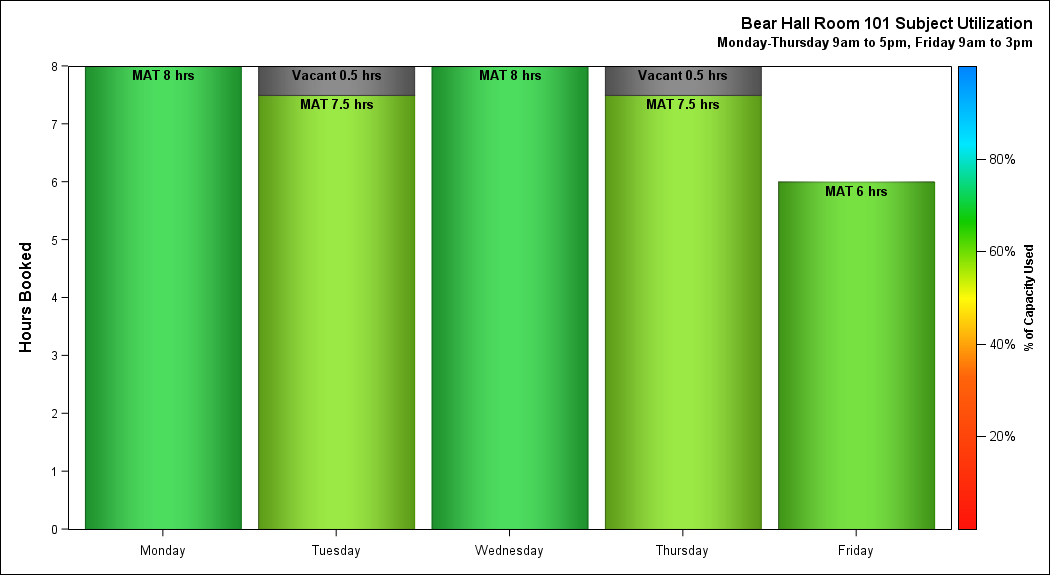 Bear Hall Room 101 Subject Utilization
Monday-Thursday 9am to 5pm, Friday 9am to 3pm
Hours Booked
8
7
6
5
4
3
2
1
0
MAT 8 hrs
Vacant 0.5 hrs
MAT 7.5 hrs
MAT 8 hrs
Vacant 0.5 hrs
MAT 7.5 hrs
MAT 6 hrs
Monday
Tuesday
Wednesday
Thursday
Friday
80%
60%
40%
20%
% of Capacity Used